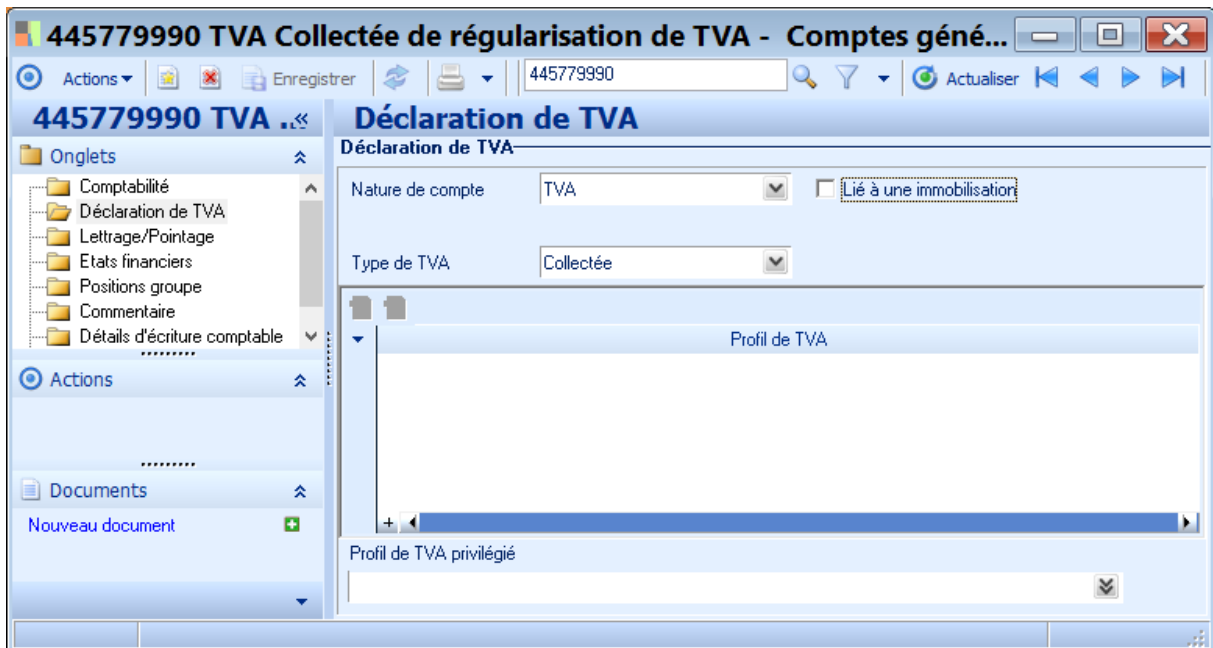 445779990 TVA Collectée de régularisation de TVA - Comptes géné...
Actions Enregistrer 445779990 Actualiser
445779990 TVA ..
Déclaration de TVA
Onglets
Comptabilité
Déclaration de TVA
Lettrage/Pointage
Etats financiers
Positions groupe
Commentaire
Détails d'écriture comptable
Actions
Documents
Nouveau document
Déclaration de TVA
Nature de compte TVA Lié à une immobilisation
Type de TVA Collectée
Profil de TVA
Profil de TVA privilégié